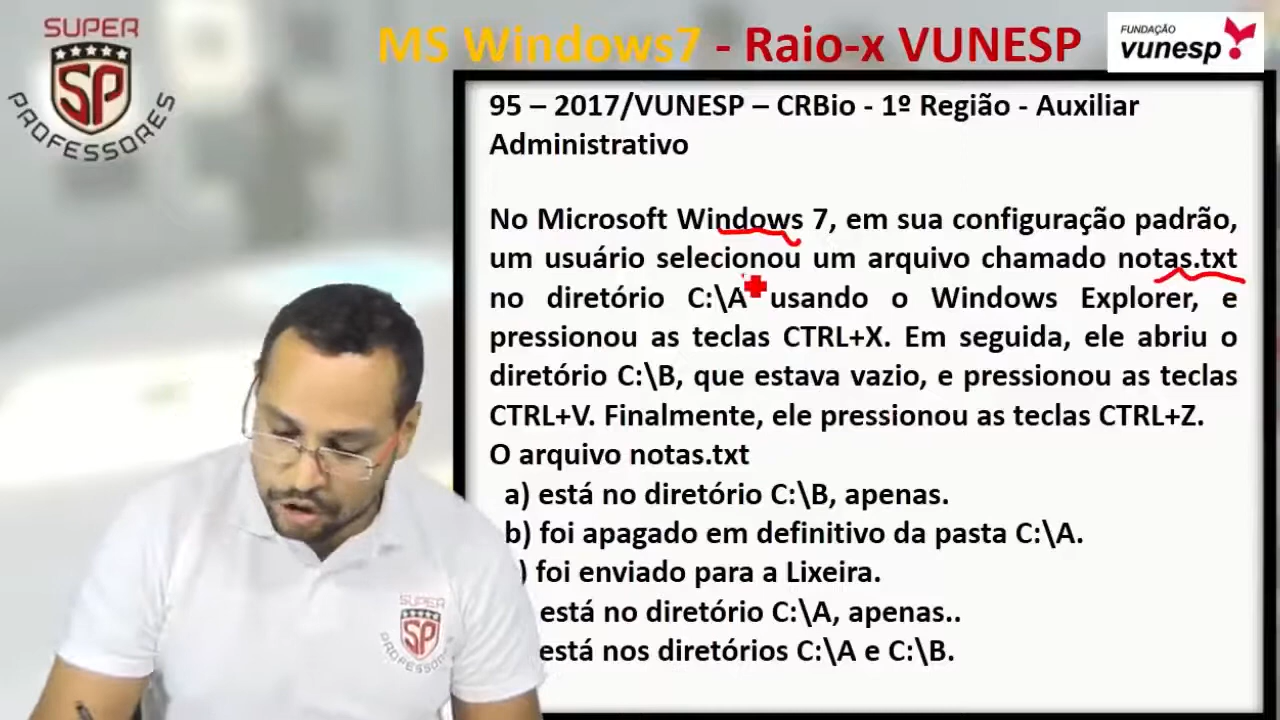 SUPER
SP
PROFESSORES
MS Windows7 - Raio-x VUNESP
FUNDAÇÃO
vunesp
95 – 2017/VUNESP – CRBio - 1º Região - Auxiliar
Administrativo
No Microsoft Windows 7, em sua configuração padrão,
um usuário selecionou um arquivo chamado notas.txt
no diretório C:\A usando o Windows Explorer, e
pressionou as teclas CTRL+X. Em seguida, ele abriu o
diretório C:\B, que estava vazio, e pressionou as teclas
CTRL+V. Finalmente, ele pressionou as teclas CTRL+Z.
O arquivo notas.txt
a) está no diretório C:\B, apenas.
b) foi apagado em definitivo da pasta C:\A.
) foi enviado para a Lixeira.
está no diretório C:\A, apenas..
está nos diretórios C:\A e C:\B.
SUPER
SP
PROFESSORES